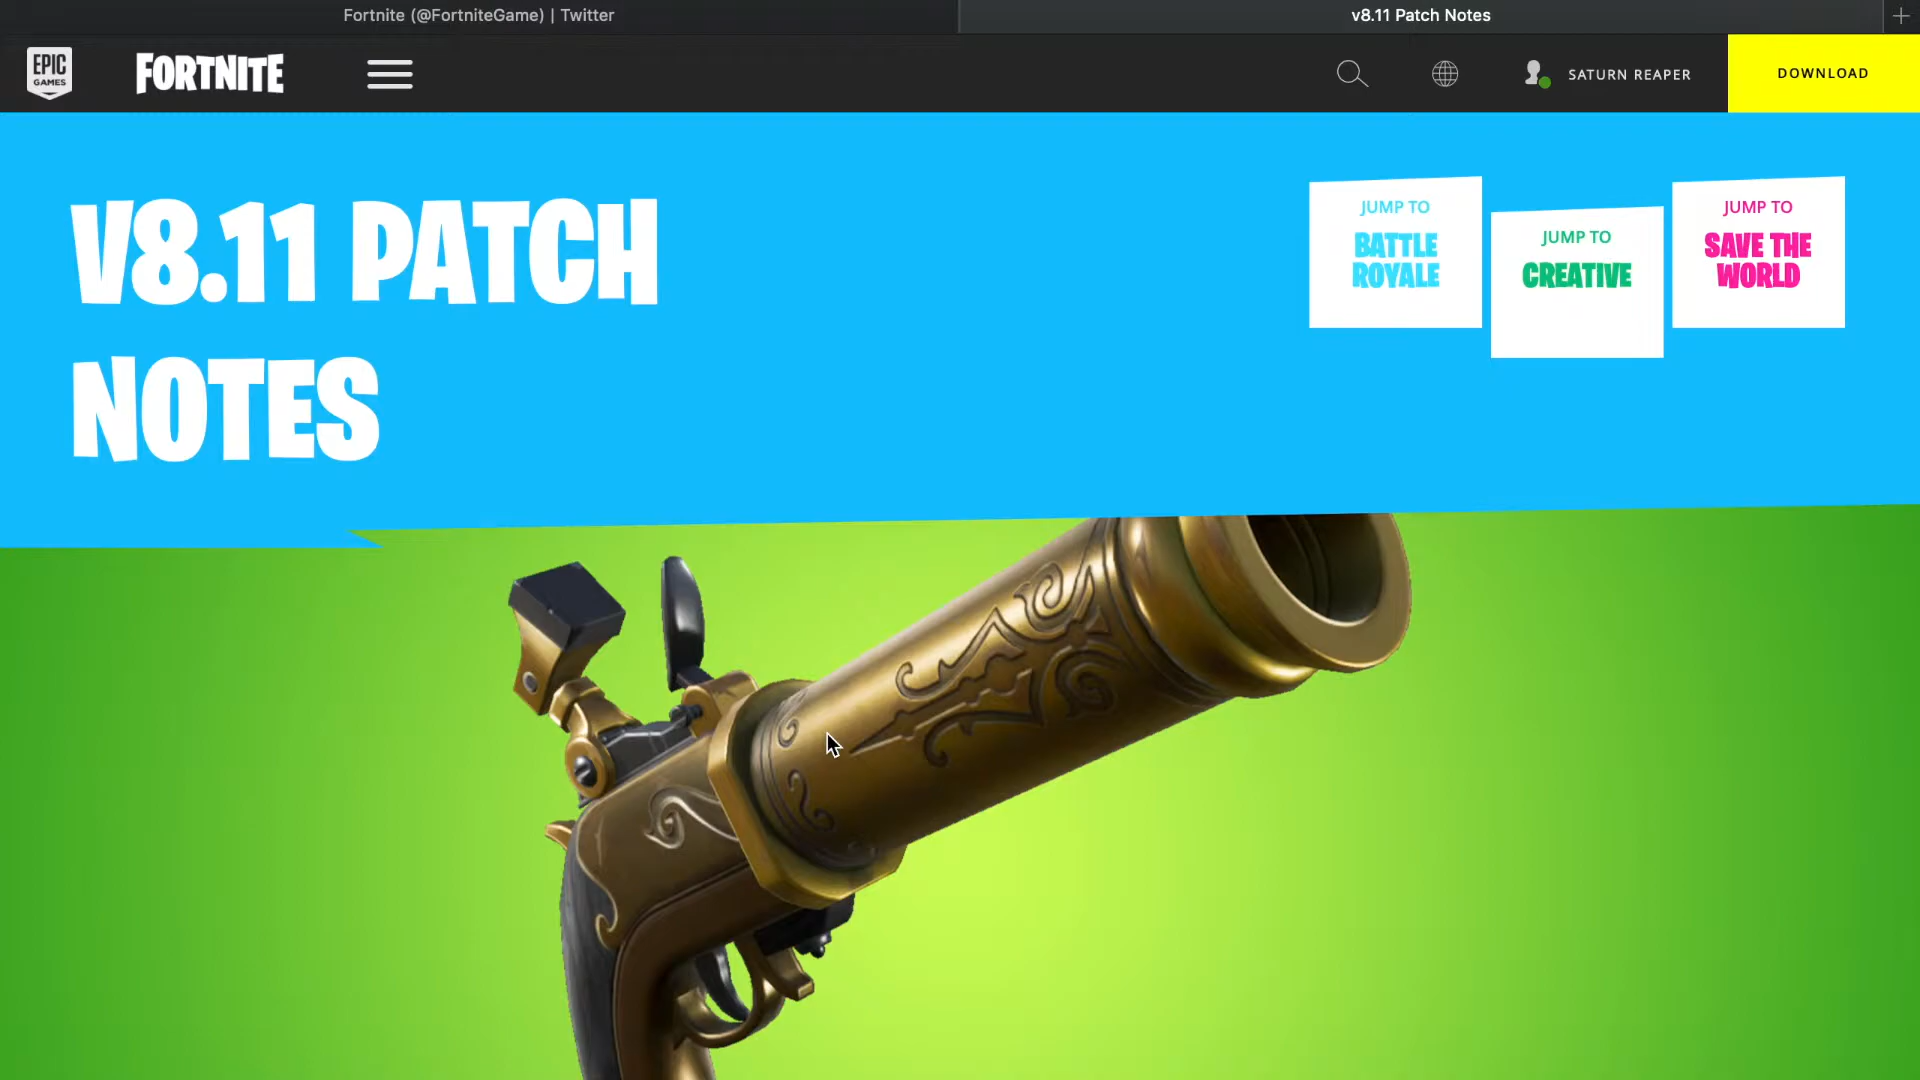 Fortnite (@FortniteGame) | Twitter
v8.11 Patch Notes
EPIC
GAMES
FORTNITE
SATURN REAPER
DOWNLOAD
V8.11 PATCH
NOTES
JUMP TO
BATTLE
ROYALE
JUMP TO
CREATIVE
JUMP TO
SAVE THE
WORLD